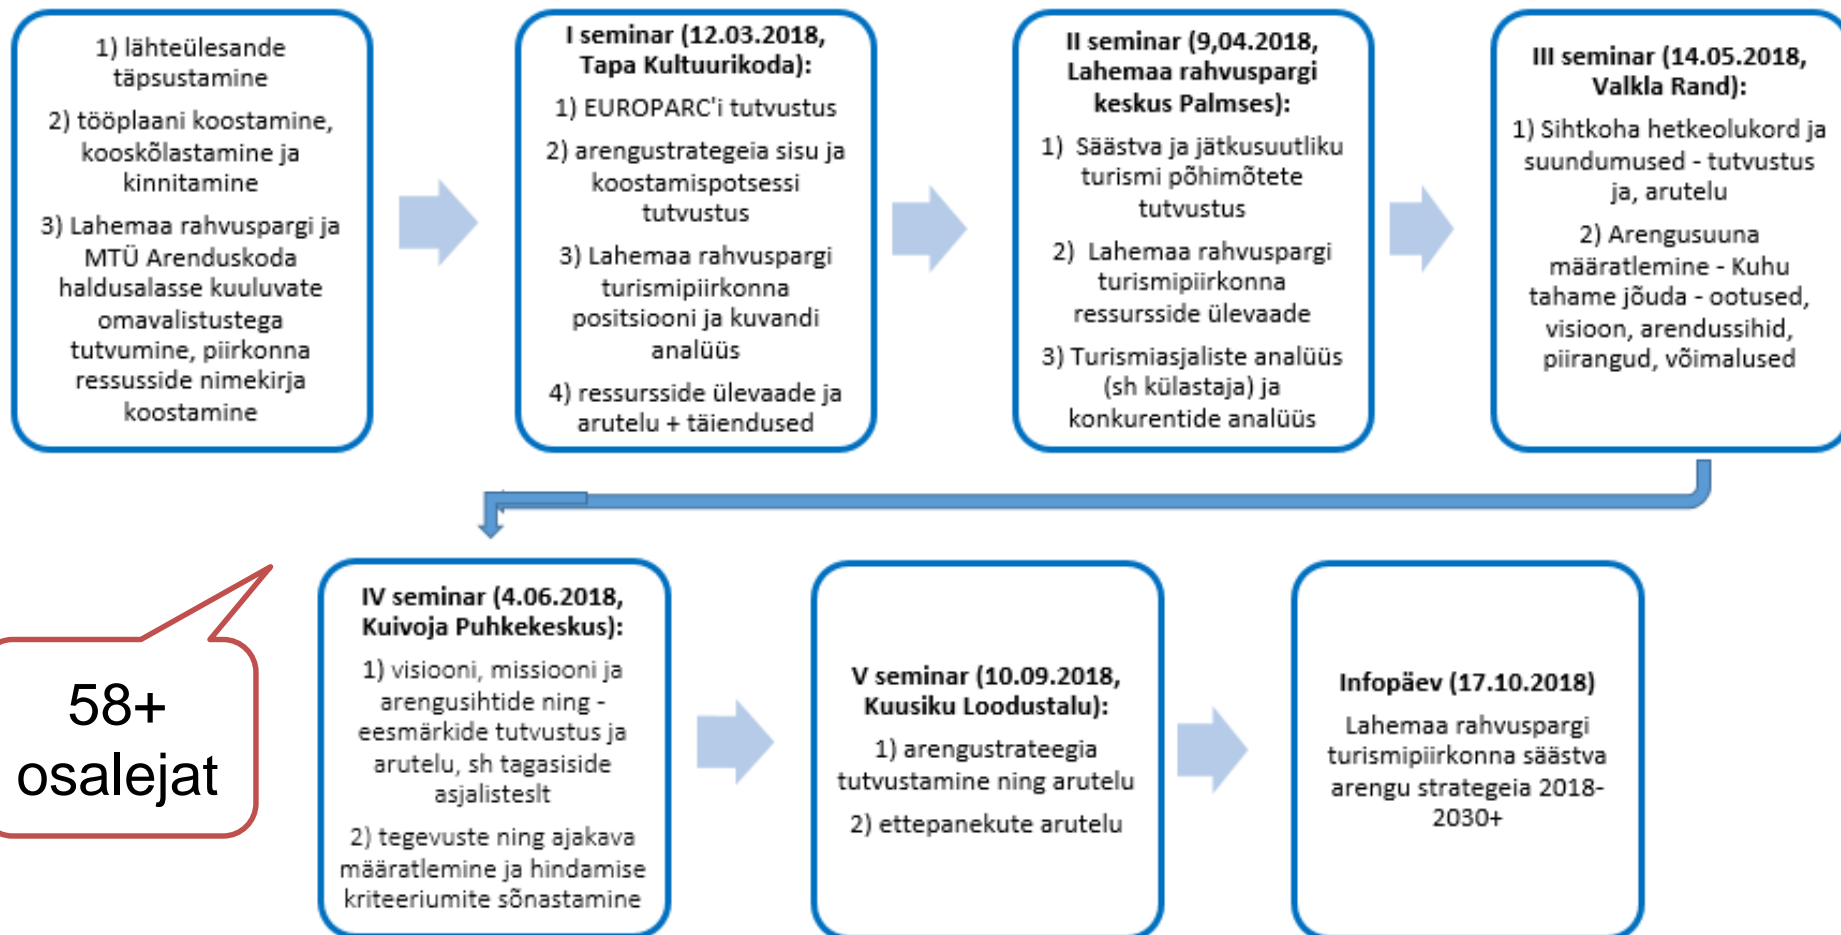 1) lähteülesande
täpsustamine
2) tööplaani koostamine,
kooskõlastamine ja
kinnitamine
3) Lahemaa rahvuspargi ja
MTÜ Arenduskoda
haldusalasse kuuluvate
omavalistustega
tutvumine, piirkonna
ressusside nimekirja
koostamine
I seminar (12.03.2018,
Tapa Kultuurikoda):
1) EUROPARC'i tutvustus
2) arengustrategeia sisu ja
koostamispotsessi
tutvustus
3) Lahemaa rahvuspargi
turismipiirkonna
positsiooni ja kuvandi
analüüs
4) ressursside ülevaade ja
arutelu + täiendused
II seminar (9,04.2018,
Lahemaa rahvuspargi
keskus Palmses):
1) Säästva ja jätkusuutliku
turismi põhimõtete
tutvustus
2) Lahemaa rahvuspargi
turismipiirkonna
ressursside ülevaade
3) Turismiasjaliste analüüs
(sh külastaja) ja
konkurentide analüüs
III seminar (14.05.2018,
Valkla Rand):
1) Sihtkoha hetkeolukord ja
suundumused - tutvustus
ja, arutelu
2) Arengusuuna
määratlemine - Kuhu
tahame jõuda - ootused,
visioon, arendussihid,
piirangud, võimalused
58+
osalejat
IV seminar (4.06.2018,
Kuivoja Puhkekeskus):
1) visiooni, missiooni ja
arengusihtide ning -
eesmärkide tutvustus ja
arutelu, sh tagasiside
asjalisteslt
2) tegevuste ning ajakava
määratlemine ja hindamise
kriteeriumite sõnastamine
V seminar (10.09.2018,
Kuusiku Loodustalu):
1) arengustrateegia
tutvustamine ning arutelu
2) ettepanekute arutelu
Infopäev (17.10.2018)
Lahemaa rahvuspargi
turismipiirkonna säästva
arengu strategeia 2018-
2030+